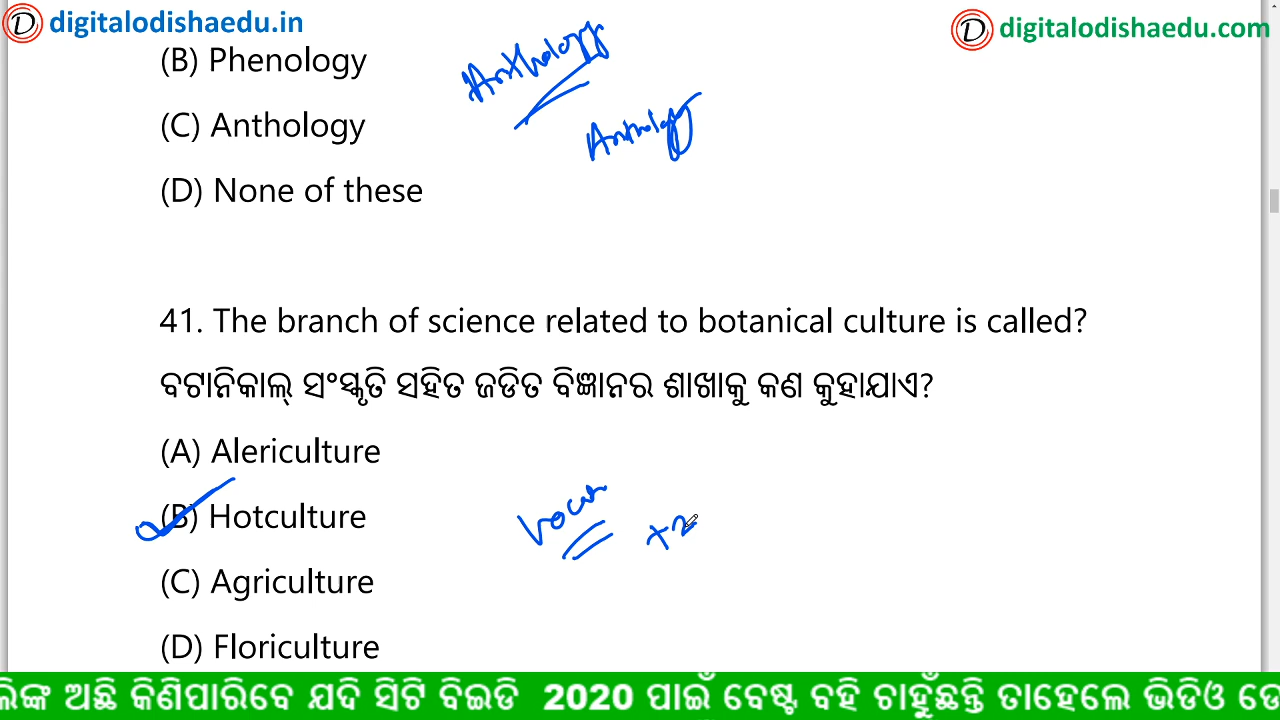 digitalodishaedu.in
digitalodishaedu.com
(B) Phenology
Anthology
(C) Anthology
Anthology
(D) None of these
41. The branch of science related to botanical culture is called?
ବଟାନିକାଲ୍ ସଂସ୍କୃତି ସହିତ ଜଡିତ ବିଜ୍ଞାନର ଶାଖାକୁ କଣ କୁହାଯାଏ?
(A) Alericulture
(B) Hotculture
+2
(C) Agriculture
(D) Floriculture
ଲିଙ୍କ ଅଛି କିଣିପାରିବେ ଯଦି ସିଟି ବିଇଡି 2020 ପାଇଁ ବେଷ୍ଟ ବହି ଚାହୁଁଛନ୍ତି ତାହେଲେ ଭିଡିଓ ଡେ